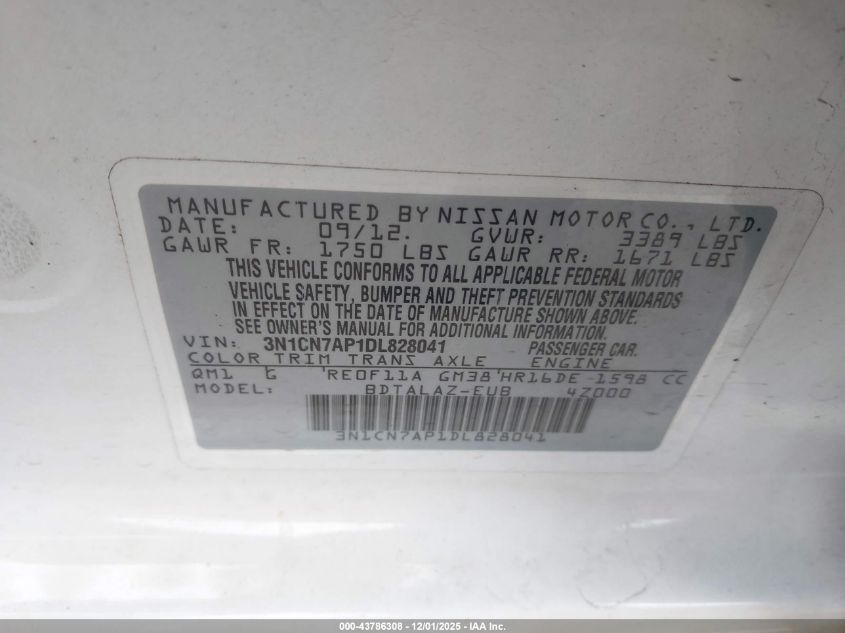 MANUFACTURED BY NISSAN MOTOR CO., LTD.
DATE: 09/12. GVWR: 3389 LBS
GAWR FR: 1750 LBS GAWR RR: 1671 LBS
THIS VEHICLE CONFORMS TO ALL APPLICABLE FEDERAL MOTOR
VEHICLE SAFETY, BUMPER AND THEFT PREVENTION STANDARDS
IN EFFECT ON THE DATE OF MANUFACTURE SHOWN ABOVE.
SEE OWNER'S MANUAL FOR ADDITIONAL INFORMATION.
VIN: 3N1CN7AP1DL828041 PASSENGER CAR.
COLOR TRIM TRANS AXLE ENGINE
QM1 G RE0F11A GM38 HR16DE 1598 CC
MODEL: BDTALAZ-EUB 4Z000
3N1CN7AP1DL828041
000-43786308 - 12/01/2025 - IAA Inc.